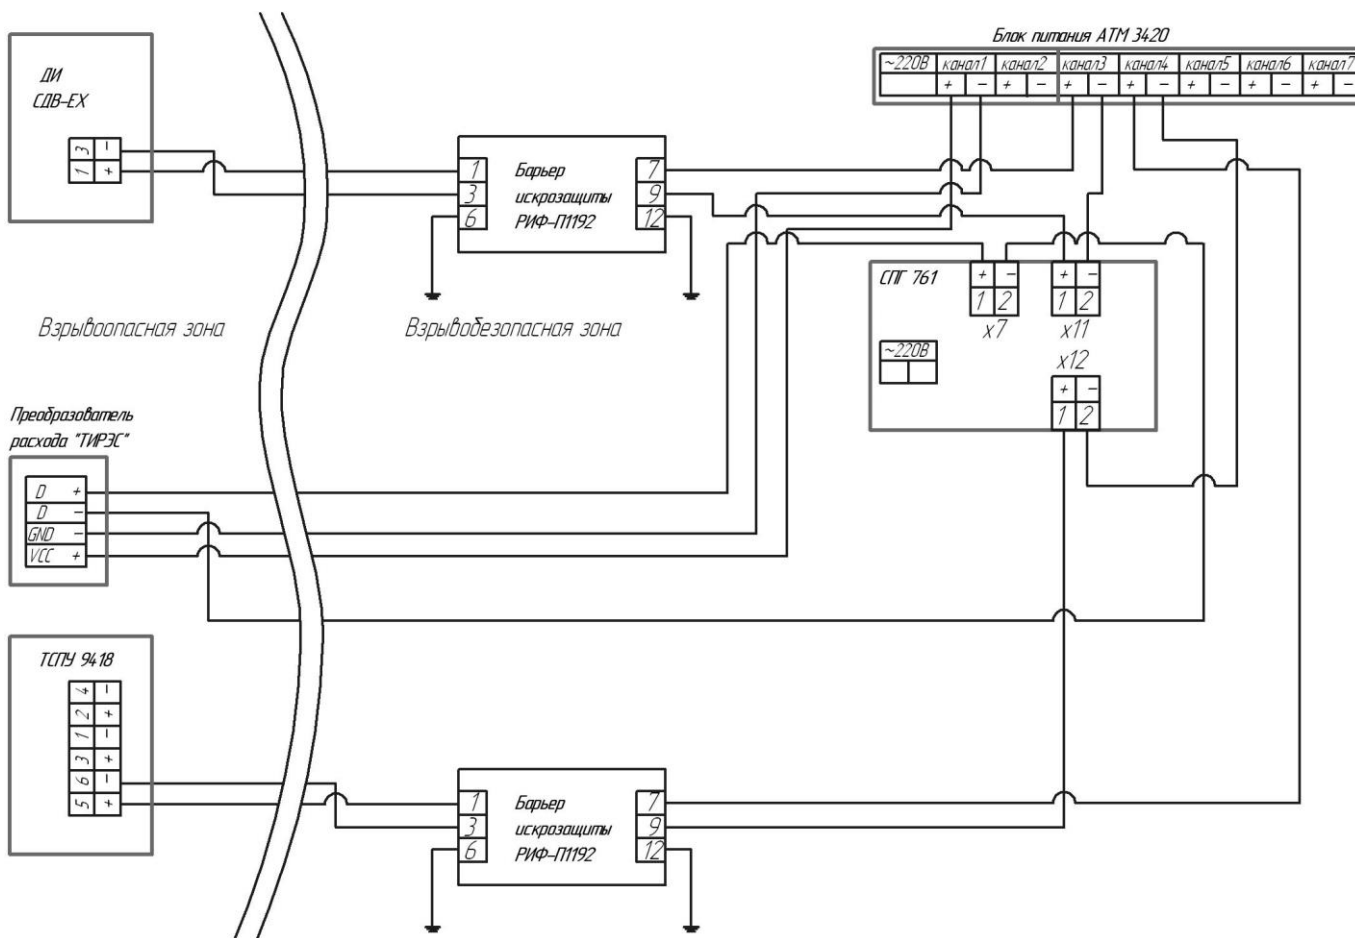 Блок питания АТМ 3420
~220В канал1 канал2 канал3 канал4 канал5 канал6 канал7
+ - + - + - + - + - + - + -
ДИ
СДВ-ЕХ
3 -
1 +
1 Барьер 7
3 искрозащиты 9
6 РИФ-П1192 12
СПГ 761
+ -
1 2
х7
+ -
1 2
х11
~220В
х12
+ -
1 2
Взрывоопасная зона
Взрывобезопасная зона
Преобразователь
расхода "ТИРЭС"
D +
D -
GND -
VCC +
ТСПУ 9418
4 -
2 +
1 -
3 +
6 -
5 +
1 Барьер 7
3 искрозащиты 9
6 РИФ-П1192 12